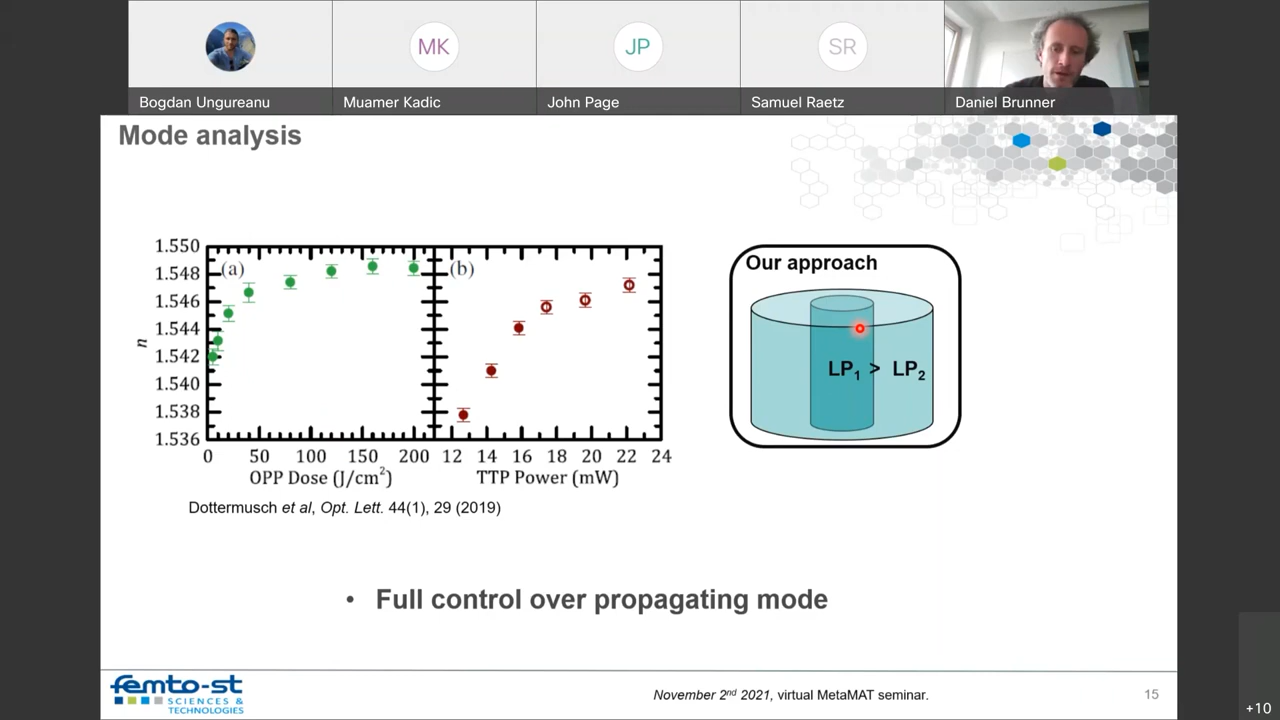 MK
JP
SR
Bogdan Ungureanu
Muamer Kadic
John Page
Samuel Raetz
Daniel Brunner
Mode analysis
1.550
1.548
1.546
1.544
1.542
1.540
1.538
1.536
n
(a)
(b)
0 50 100 150 200 12 14 16 18 20 22 24
OPP Dose (J/cm²) TTP Power (mW)
Dottermusch et al, Opt. Lett. 44(1), 29 (2019)
Our approach
LP₁ > LP₂
• Full control over propagating mode
femto-st
SCIENCES &
TECHNOLOGIES
November 2nd 2021, virtual MetaMAT seminar.
15
+10